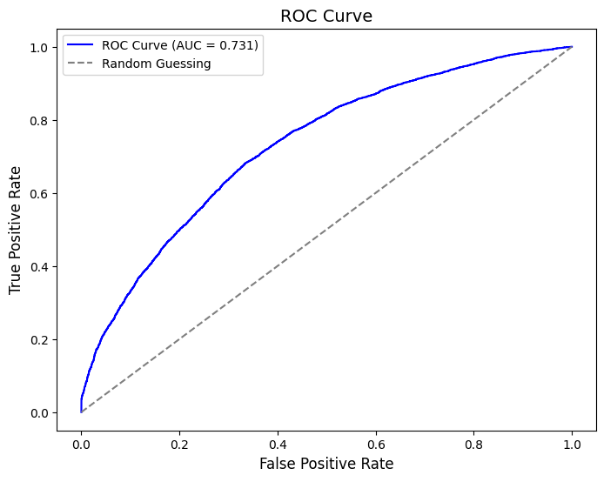 ROC Curve
ROC Curve (AUC = 0.731)
Random Guessing
True Positive Rate
1.0
0.8
0.6
0.4
0.2
0.0
0.0 0.2 0.4 0.6 0.8 1.0
False Positive Rate